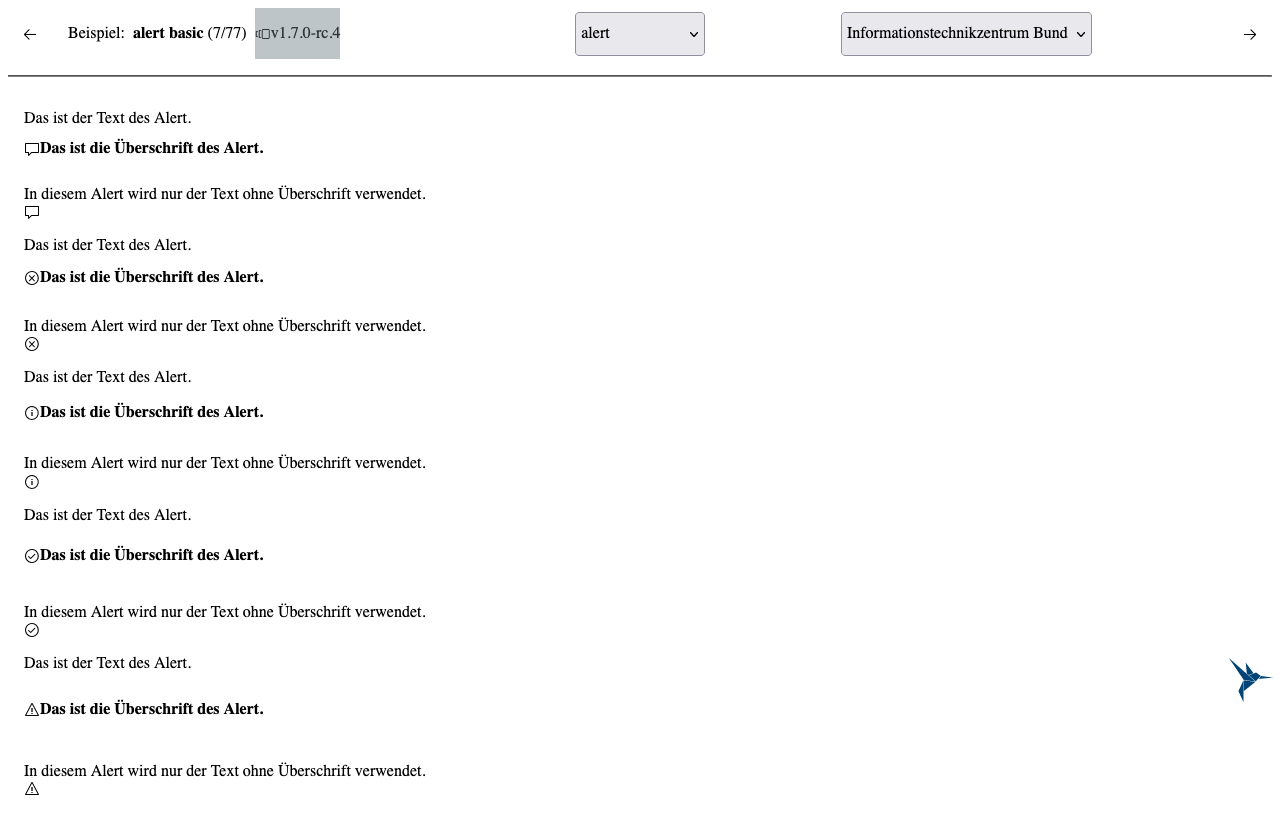 Beispiel: alert basic (7/77) v1.7.0-rc.4 alert Informationstechnikzentrum Bund
Das ist der Text des Alert.
Das ist die Überschrift des Alert.
In diesem Alert wird nur der Text ohne Überschrift verwendet.
Das ist der Text des Alert.
Das ist die Überschrift des Alert.
In diesem Alert wird nur der Text ohne Überschrift verwendet.
Das ist der Text des Alert.
Das ist die Überschrift des Alert.
In diesem Alert wird nur der Text ohne Überschrift verwendet.
Das ist der Text des Alert.
Das ist die Überschrift des Alert.
In diesem Alert wird nur der Text ohne Überschrift verwendet.
Das ist der Text des Alert.
Das ist die Überschrift des Alert.
In diesem Alert wird nur der Text ohne Überschrift verwendet.